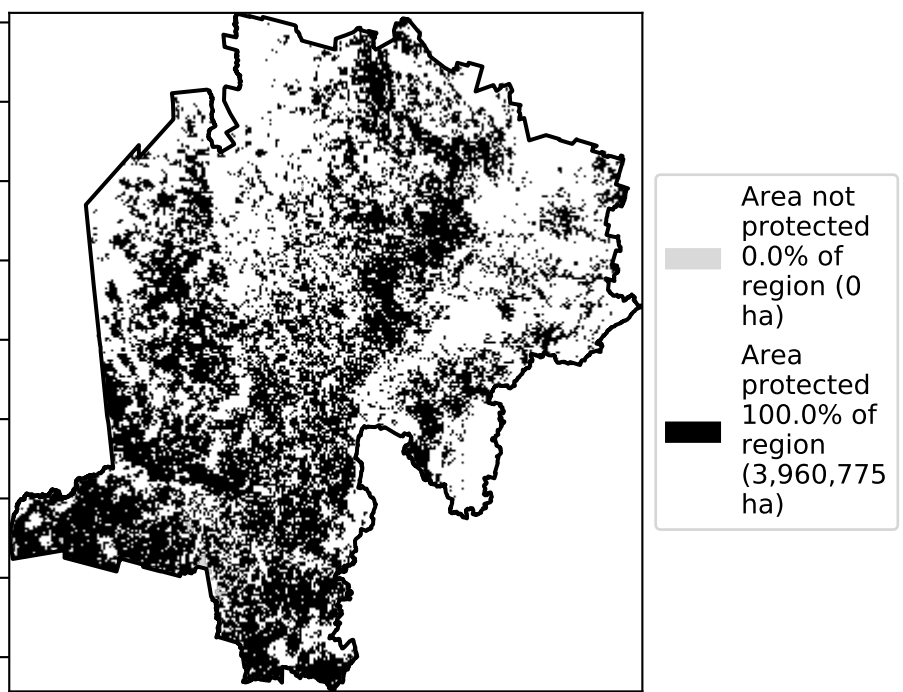 Area not
protected
0.0% of
region (0
ha)
Area
protected
100.0% of
region
(3,960,775
ha)